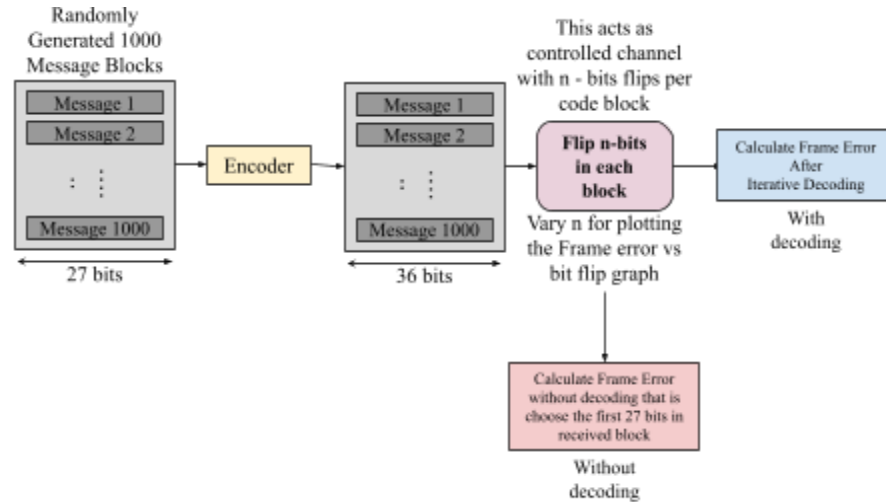 Randomly
Generated 1000
Message Blocks
Message 1
Message 2
: :
Message 1000
27 bits
Encoder
Message 1
Message 2
: :
Message 1000
36 bits
This acts as
controlled channel
with n - bits flips per
code block
Flip n-bits
in each
block
Vary n for plotting
the Frame error vs
bit flip graph
Calculate Frame Error
After
Iterative Decoding
With
decoding
Calculate Frame Error
without decoding that is
choose the first 27 bits in
received block
Without
decoding